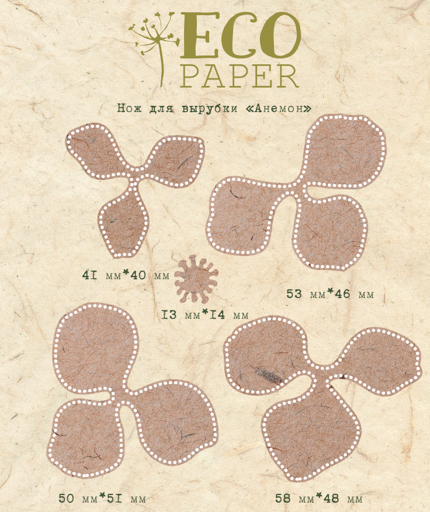 ECO
PAPER
Нож для вырубки «Анемон»
41 мм*40 мм
53 мм*46 мм
13 мм*14 мм
50 мм*51 мм
58 мм*48 мм